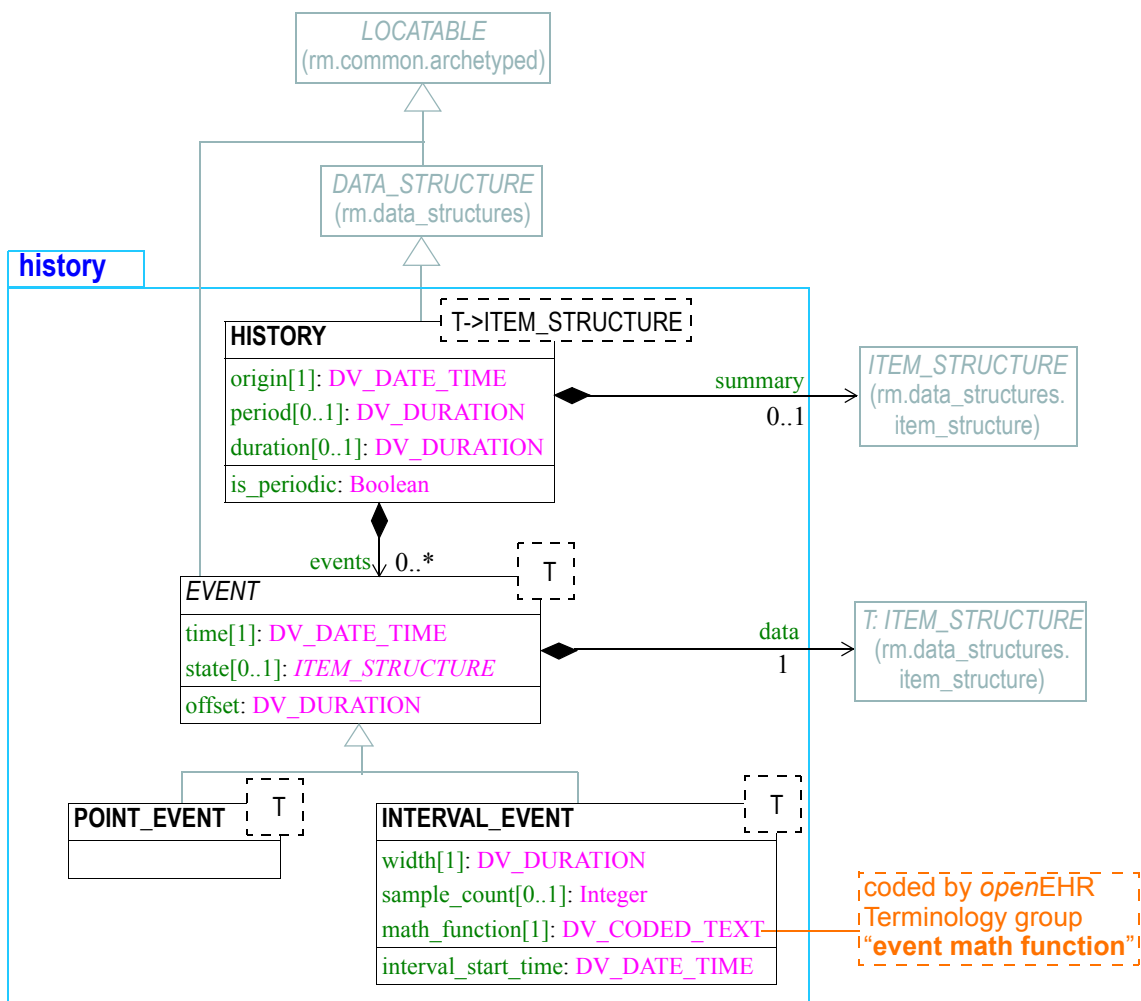 LOCATABLE
(rm.common.archetyped)
DATA_STRUCTURE
(rm.data_structures)
history
T->ITEM_STRUCTURE
HISTORY
origin[1]: DV_DATE_TIME
period[0..1]: DV_DURATION
duration[0..1]: DV_DURATION
is_periodic: Boolean
summary
0..1
ITEM_STRUCTURE
(rm.data_structures.
item_structure)
events
0..*
T
EVENT
time[1]: DV_DATE_TIME
state[0..1]: ITEM_STRUCTURE
offset: DV_DURATION
data
1
T: ITEM_STRUCTURE
(rm.data_structures.
item_structure)
T
POINT_EVENT
T
INTERVAL_EVENT
width[1]: DV_DURATION
sample_count[0..1]: Integer
math_function[1]: DV_CODED_TEXT
interval_start_time: DV_DATE_TIME
coded by openEHR
Terminology group
“event math function”